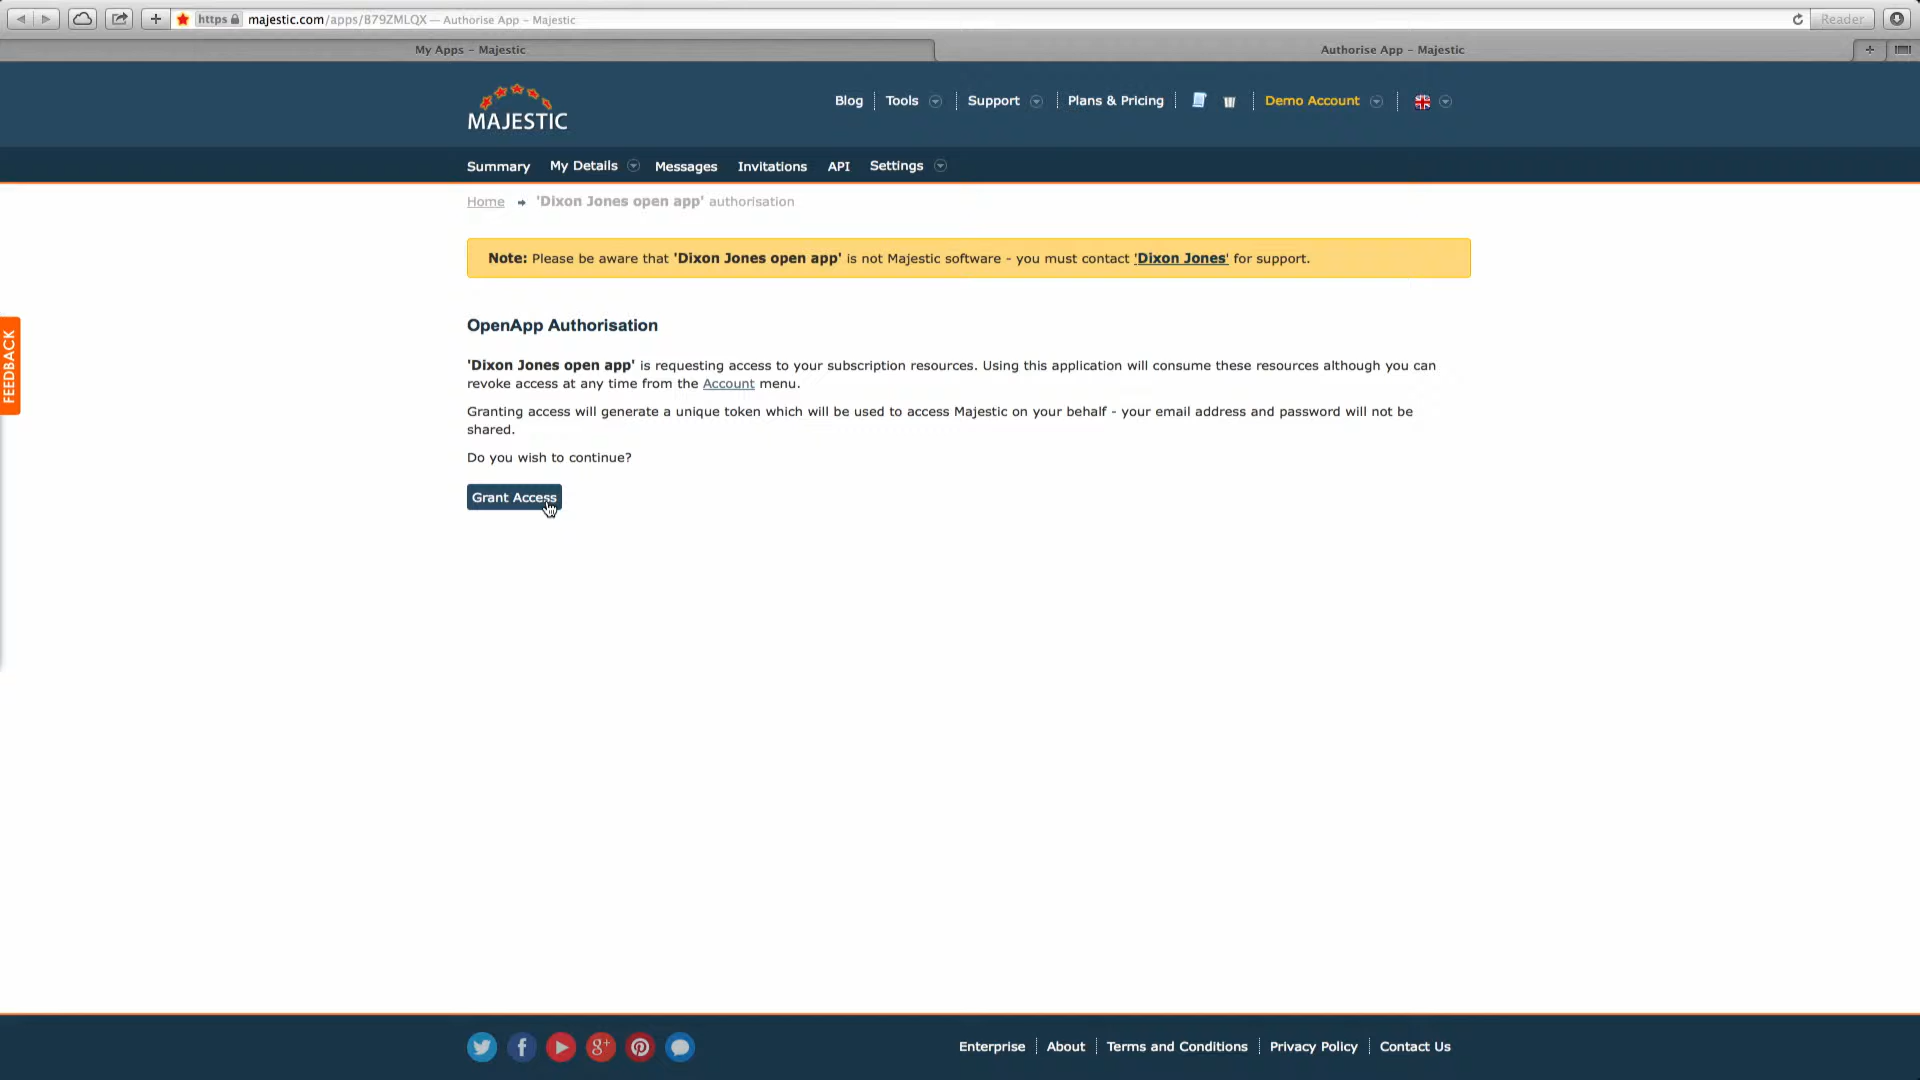 https majestic.com/apps/879ZMLQX — Authorise App – Majestic
Reader
My Apps – Majestic
Authorise App – Majestic
MAJESTIC
Blog
Tools
Support
Plans & Pricing
Demo Account
Summary
My Details
Messages
Invitations
API
Settings
Home 'Dixon Jones open app' authorisation
Note: Please be aware that 'Dixon Jones open app' is not Majestic software - you must contact 'Dixon Jones' for support.
FEEDBACK
OpenApp Authorisation
'Dixon Jones open app' is requesting access to your subscription resources. Using this application will consume these resources although you can
revoke access at any time from the Account menu.
Granting access will generate a unique token which will be used to access Majestic on your behalf - your email address and password will not be
shared.
Do you wish to continue?
Grant Access
Enterprise
About
Terms and Conditions
Privacy Policy
Contact Us